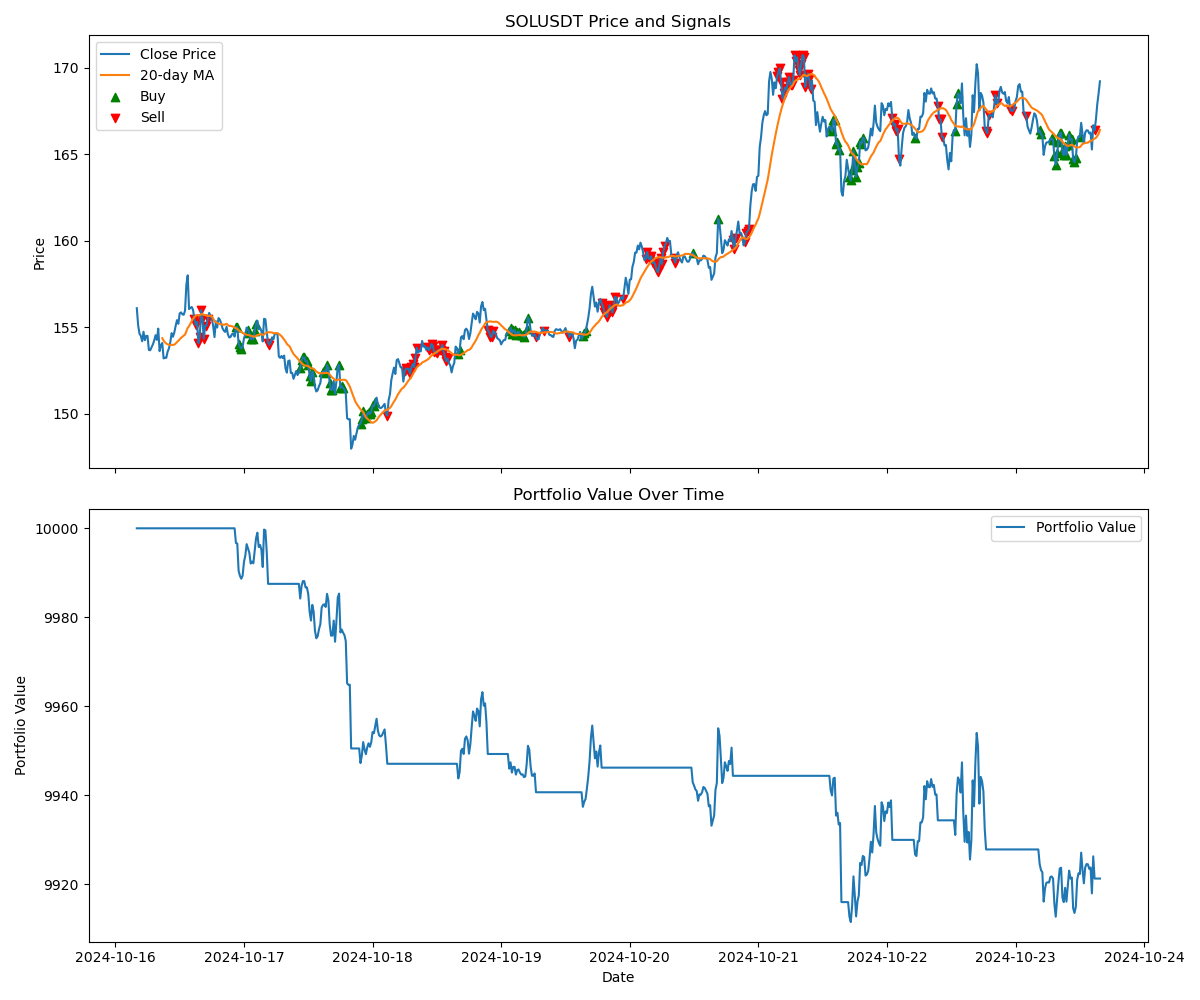 SOLUSDT Price and Signals
Close Price
20-day MA
Buy
Sell
170
165
160
155
150
Price
Portfolio Value Over Time
Portfolio Value
10000
9980
9960
9940
9920
Portfolio Value
2024-10-16 2024-10-17 2024-10-18 2024-10-19 2024-10-20 2024-10-21 2024-10-22 2024-10-23 2024-10-24
Date